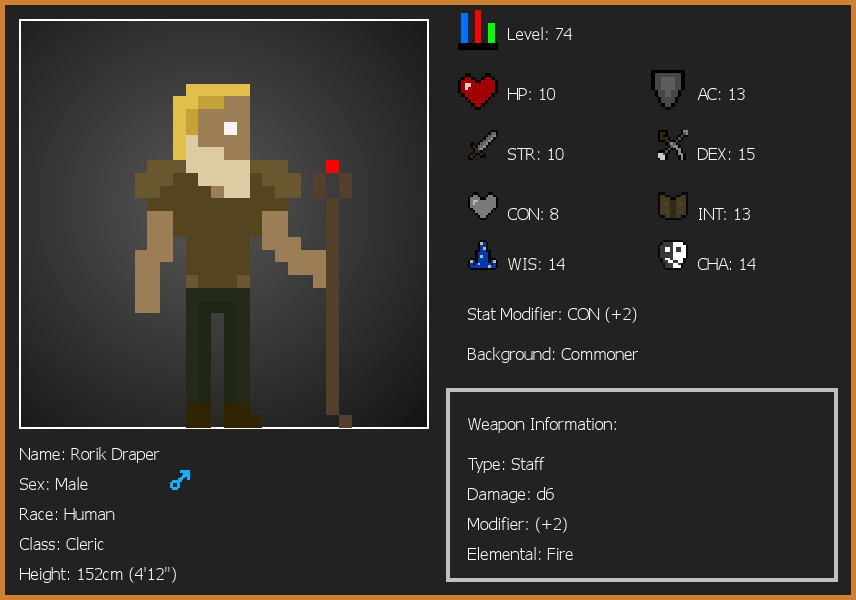 Level: 74
HP: 10
AC: 13
STR: 10
DEX: 15
CON: 8
INT: 13
WIS: 14
CHA: 14
Stat Modifier: CON (+2)
Background: Commoner
Weapon Information:
Type: Staff
Damage: d6
Modifier: (+2)
Elemental: Fire
Name: Rorik Draper
Sex: Male
Race: Human
Class: Cleric
Height: 152cm (4'12")